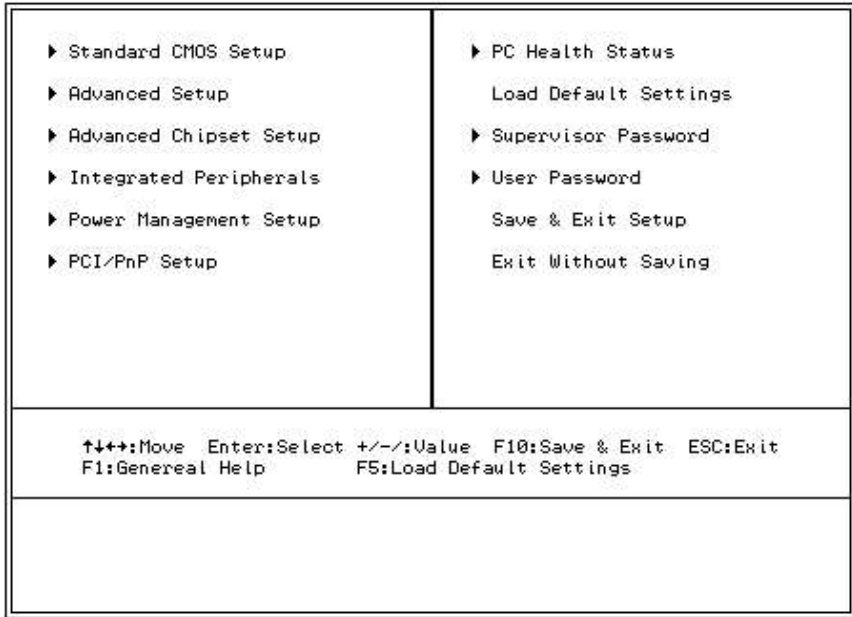 ▶ Standard CMOS Setup
▶ Advanced Setup
▶ Advanced Chipset Setup
▶ Integrated Peripherals
▶ Power Management Setup
▶ PCI/PnP Setup
▶ PC Health Status
Load Default Settings
▶ Supervisor Password
▶ User Password
Save & Exit Setup
Exit Without Saving
↑↓←→:Move Enter:Select +/-/:Value F10:Save & Exit ESC:Exit
F1:Genereal Help F5:Load Default Settings